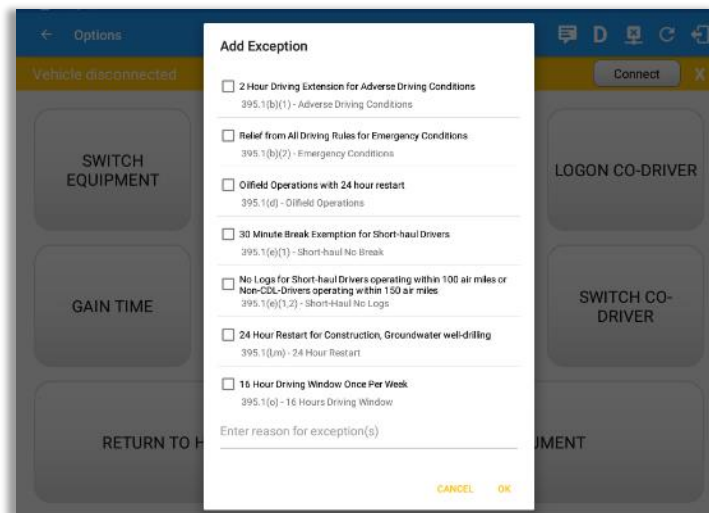 ← Options
D
Vehicle disconnected
Connect
X
SWITCH
EQUIPMENT
LOGON CO-DRIVER
GAIN TIME
SWITCH CO-
DRIVER
RETURN TO H
UMENT
Add Exception
2 Hour Driving Extension for Adverse Driving Conditions
395.1(b)(1) - Adverse Driving Conditions
Relief from All Driving Rules for Emergency Conditions
395.1(b)(2) - Emergency Conditions
Oilfield Operations with 24 hour restart
395.1(d) - Oilfield Operations
30 Minute Break Exemption for Short-haul Drivers
395.1(e)(1) - Short-haul No Break
No Logs for Short-haul Drivers operating within 100 air miles or
Non-CDL-Drivers operating within 150 air miles
395.1(e)(1,2) - Short-Haul No Logs
24 Hour Restart for Construction, Groundwater well-drilling
395.1(l,m) - 24 Hour Restart
16 Hour Driving Window Once Per Week
395.1(o) - 16 Hours Driving Window
Enter reason for exception(s)
CANCEL
OK